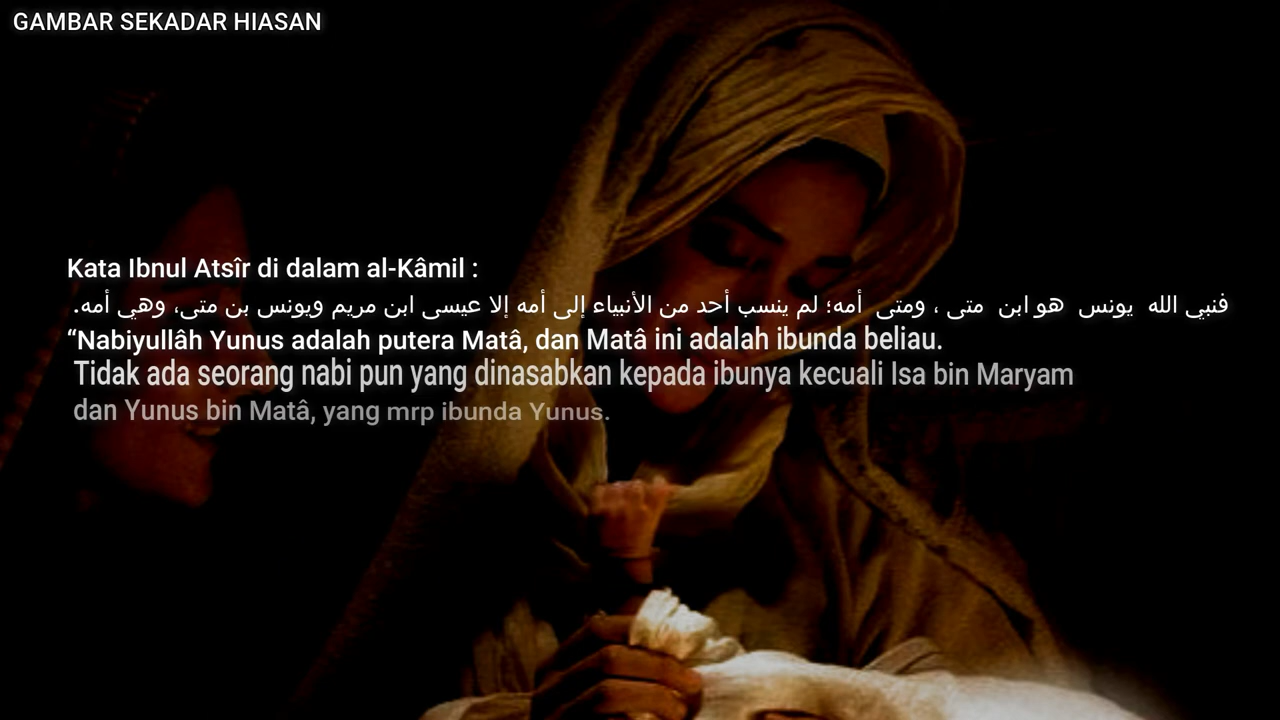 GAMBAR SEKADAR HIASAN
Kata Ibnul Atsîr di dalam al-Kâmil :
فنبي الله يونس هو ابن متى ، ومتى أمه؛ لم ينسب أحد من الأنبياء إلى أمه إلا عيسى ابن مريم ويونس بن متى، وهي أمه.
“Nabiyullâh Yunus adalah putera Matâ, dan Matâ ini adalah ibunda beliau.
Tidak ada seorang nabi pun yang dinasabkan kepada ibunya kecuali Isa bin Maryam
dan Yunus bin Matâ, yang mrp ibunda Yunus.